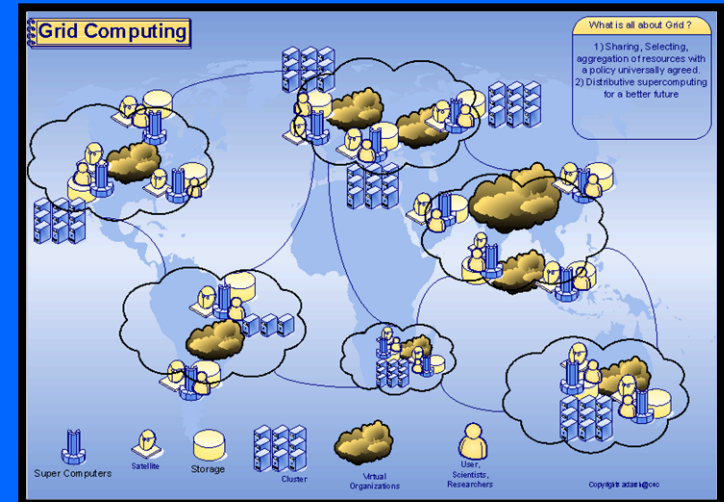 Grid Computing
What is all about Grid ?
1) Sharing, Selecting,
aggregation of resources with
a policy universally agreed.
2) Distributive supercomputing
for a better future
Super Computers
Satellite
Storage
Cluster
Virtual
Organizations
User,
Scientists,
Researchers
Copyrights